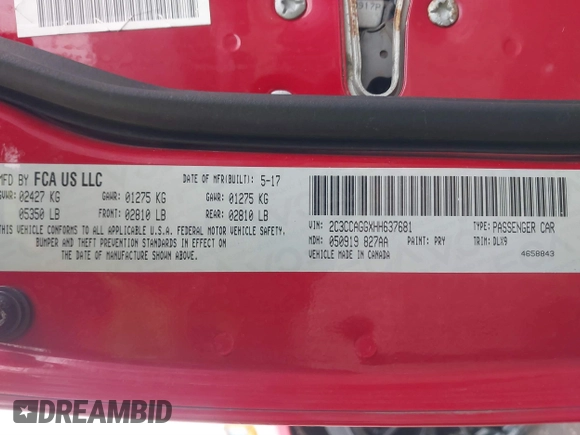 MFD BY FCA US LLC
DATE OF MFR(BUILT): 5-17
GVWR: 02427 KG GAWR: 01275 KG GAWR: 01275 KG
05350 LB FRONT: 02810 LB REAR: 02810 LB
THIS VEHICLE CONFORMS TO ALL U.S.A. FEDERAL MOTOR VEHICLE SAFETY,
BUMPER AND THEFT PREVENTION STANDARDS IN EFFECT ON
THE DATE OF MANUFACTURE SHOWN ABOVE.
VIN: 2C3CCAGGXHH637681 TYPE: PASSENGER CAR
MDH: 050919 827AA PAINT: PRY TRIM: DLX9
VEHICLE MADE IN CANADA
4658843
DREAMBID